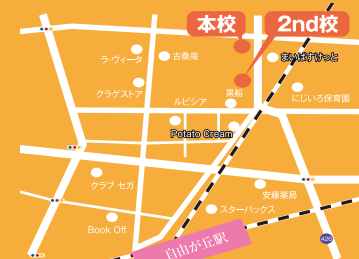 本校
2nd校
ラ・ヴィータ
古桑庵
まいばすけっと
クラゲストア
黒船
にじいろ保育園
ルピシア
Potato Cream
クラブ セガ
安藤薬局
スターバックス
Book Off
自由が丘駅
426